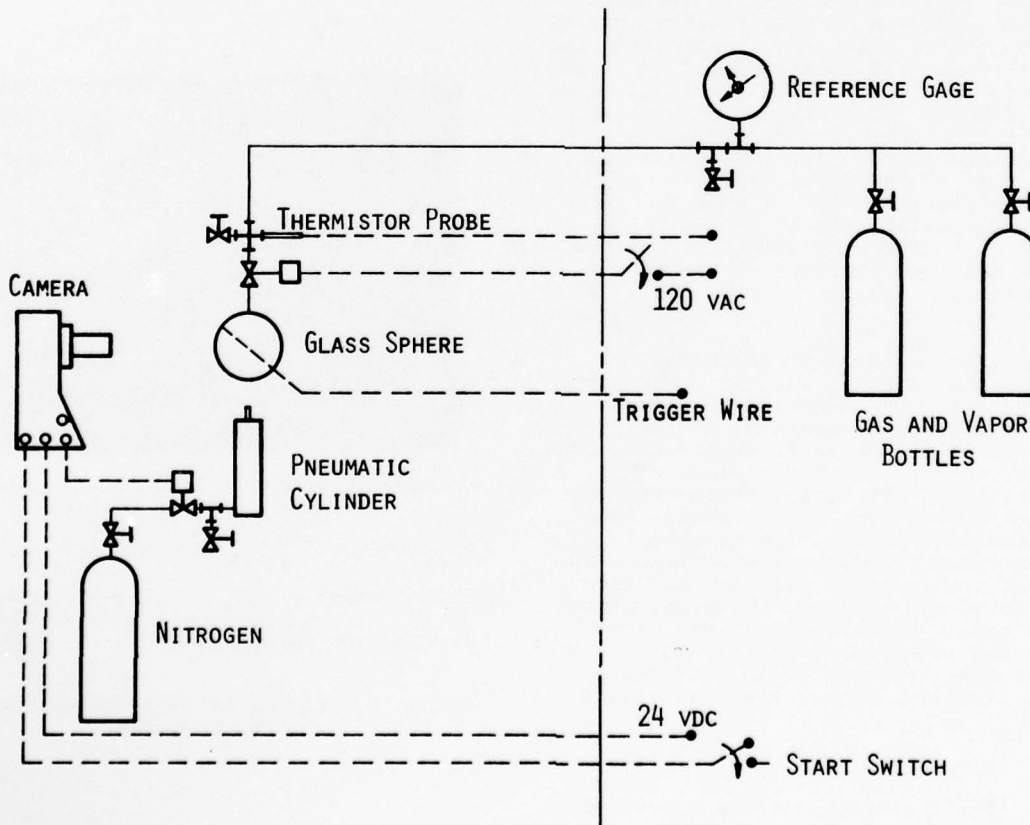 REFERENCE GAGE
THERMISTOR PROBE
CAMERA
120 VAC
GLASS SPHERE
TRIGGER WIRE
GAS AND VAPOR
BOTTLES
PNEUMATIC
CYLINDER
NITROGEN
24 VDC
START SWITCH